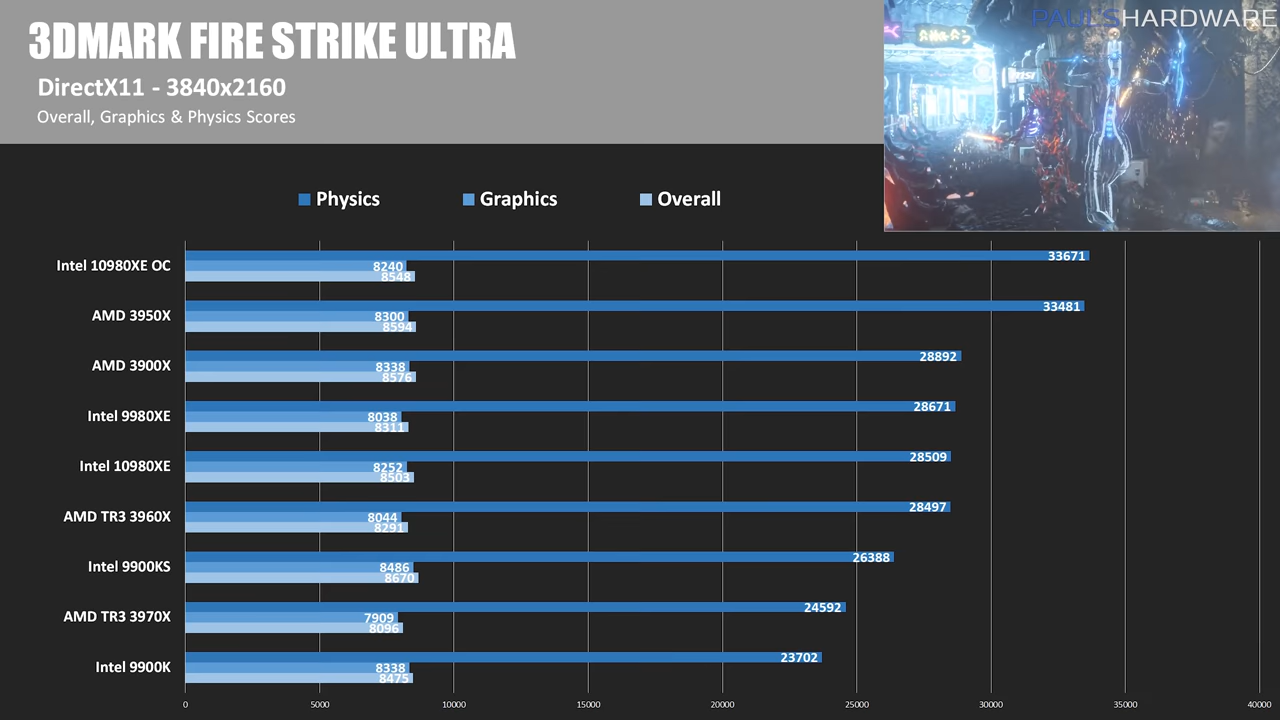 3DMARK FIRE STRIKE ULTRA
DirectX11 - 3840x2160
Overall, Graphics & Physics Scores
PAUL'SHARDWARE
Physics Graphics Overall
Intel 10980XE OC
33671
8240
8548
AMD 3950X
33481
8300
8594
AMD 3900X
28892
8338
8576
Intel 9980XE
28671
8038
8311
Intel 10980XE
28509
8252
8503
AMD TR3 3960X
28497
8044
8291
Intel 9900KS
26388
8486
8670
AMD TR3 3970X
24592
7909
8096
Intel 9900K
23702
8338
8475
0 5000 10000 15000 20000 25000 30000 35000 40000